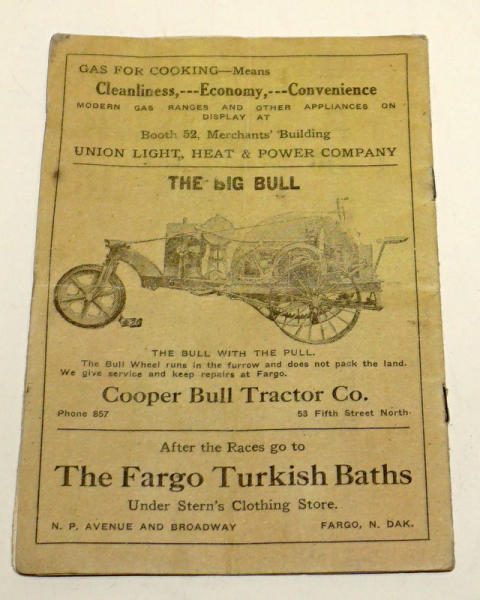 GAS FOR COOKING—Means
Cleanliness,---Economy,---Convenience
MODERN GAS RANGES AND OTHER APPLIANCES ON
DISPLAY AT
Booth 52, Merchants' Building
UNION LIGHT, HEAT & POWER COMPANY
THE BIG BULL
THE BULL WITH THE PULL.
The Bull Wheel runs in the furrow and does not pack the land.
We give service and keep repairs at Fargo.
Cooper Bull Tractor Co.
Phone 857 53 Fifth Street North
After the Races go to
The Fargo Turkish Baths
Under Stern's Clothing Store.
N. P. AVENUE AND BROADWAY FARGO, N. DAK.